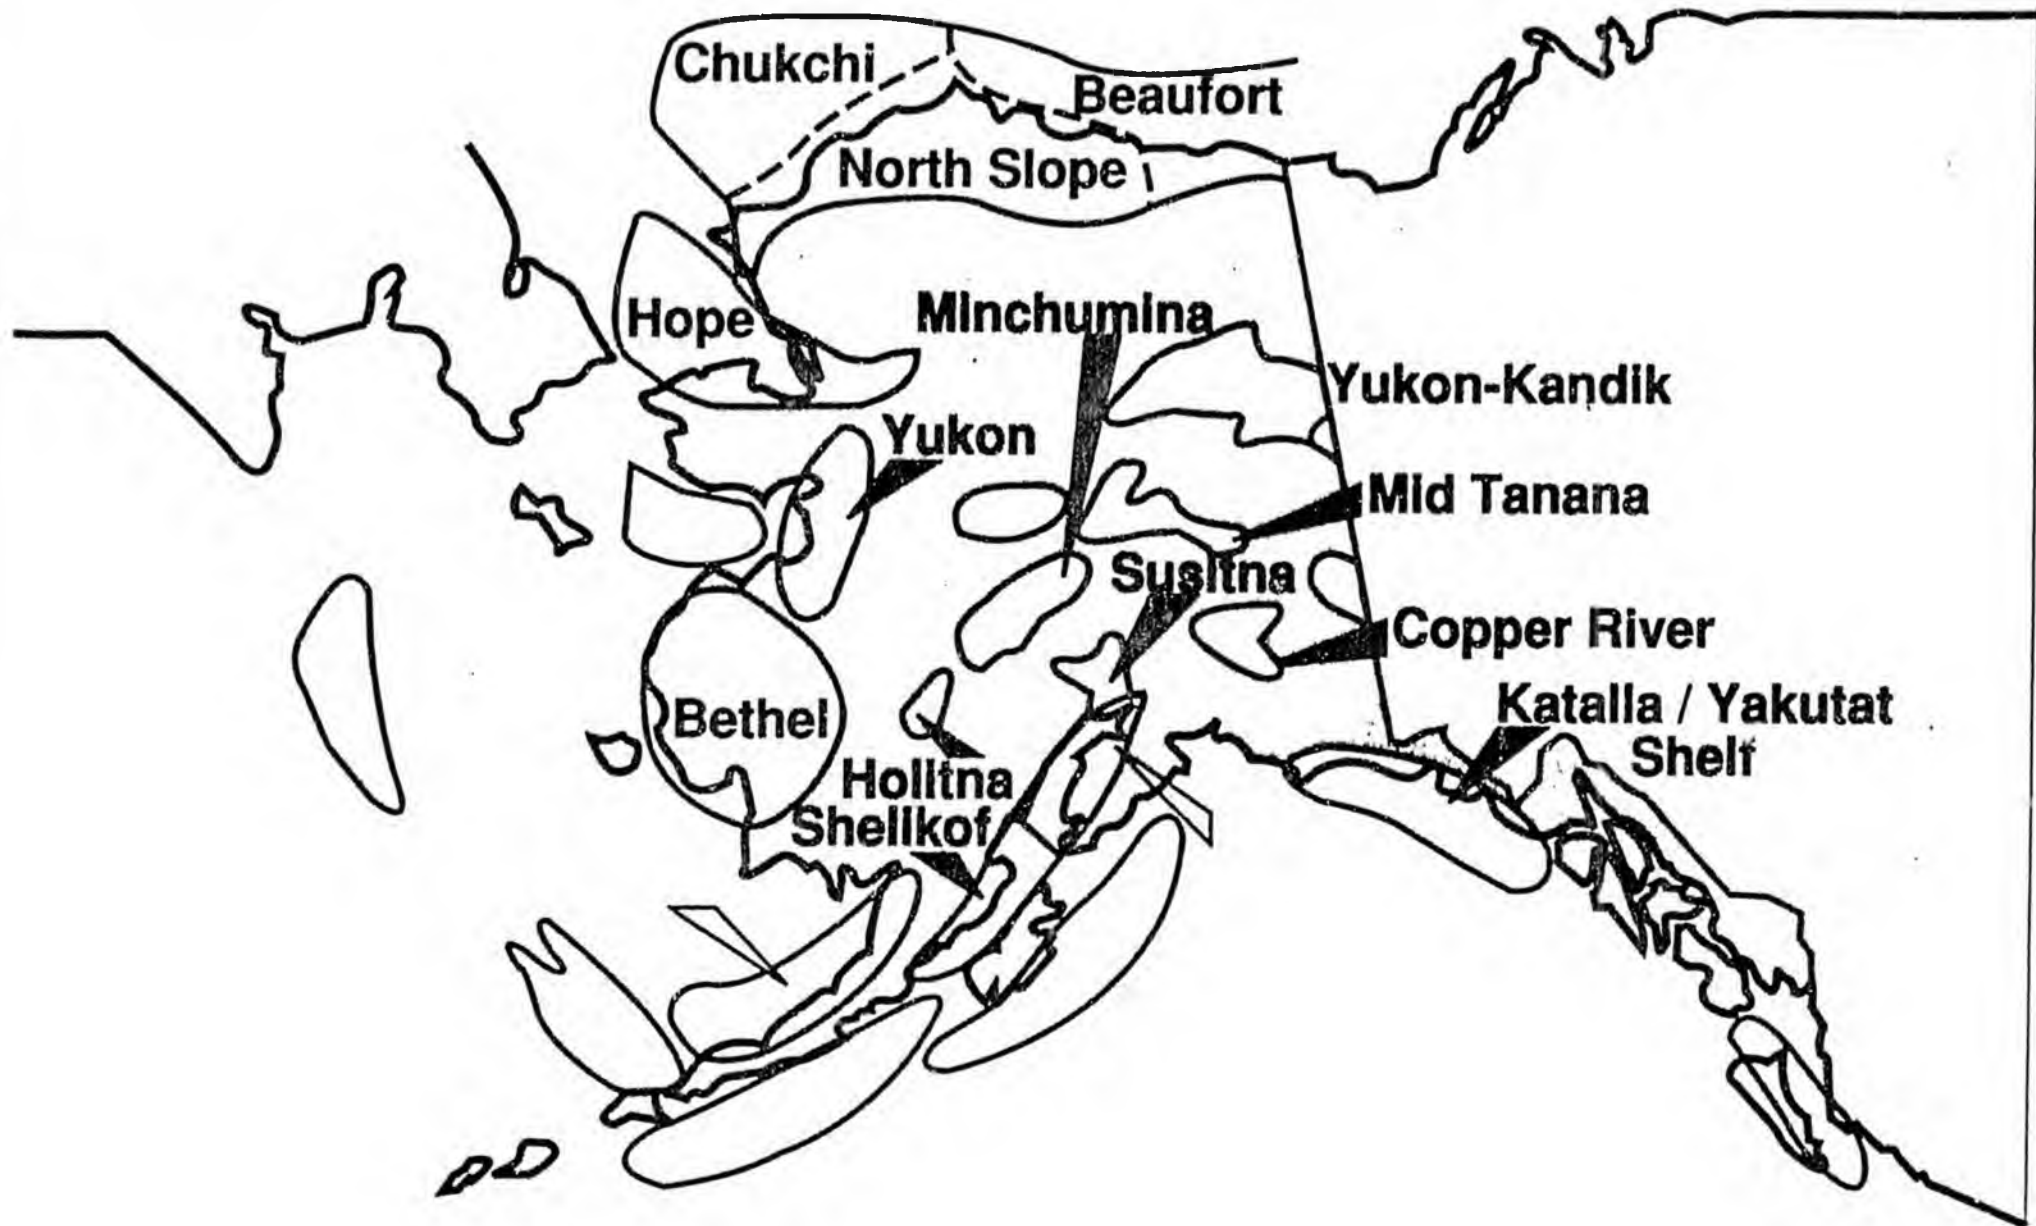 Chukchi
Beaufort
North Slope
Hope
Minchumina
Yukon-Kandik
Yukon
Mid Tanana
Susitna
Copper River
Katalla / Yakutat
Shelf
Bethel
Holitna
Shelikof